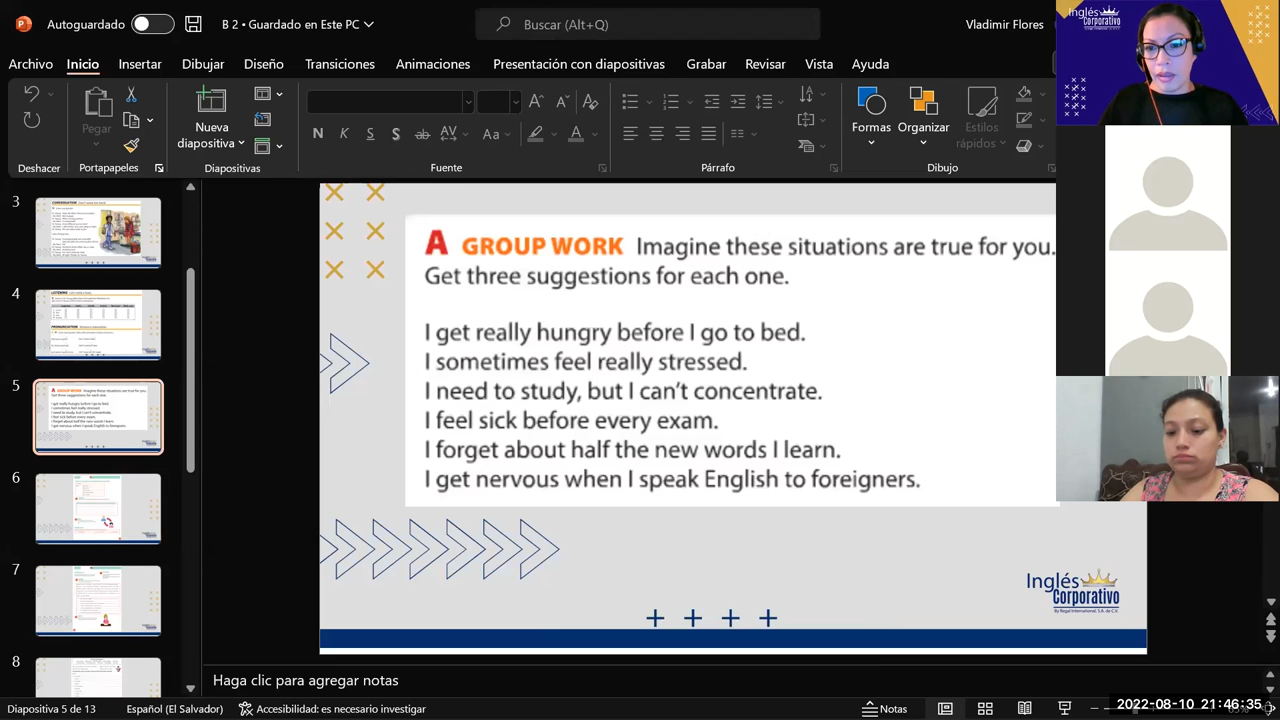 Autoguardado
B 2 • Guardado en Este PC
Buscar (Alt+Q)
Vladimir Flores
Archivo
Inicio
Insertar
Dibujar
Diseño
Transiciones
Animaciones
Presentación con diapositivas
Grabar
Revisar
Vista
Ayuda
Deshacer
Pegar
Portapapeles
Nueva
diapositiva
Diapositivas
Fuente
Párrafo
Formas
Organizar
Estilos
rápidos
Dibujo
Inglés
Corporativo
3
4
5
6
7
8
A GROUP WORK Imagine these situations are true for you.
Get three suggestions for each one.
I get really hungry before I go to bed.
I sometimes feel really stressed.
I need to study, but I can't concentrate.
I feel sick before every exam.
I forget about half the new words I learn.
I get nervous when I speak English to foreigners.
Inglés
Corporativo
By Regal International, S.A. de C.V.
Haga clic para agregar notas
Diapositiva 5 de 13
Español (El Salvador)
Accesibilidad: es necesario investigar
Notas
2022-08-10 21:46:35